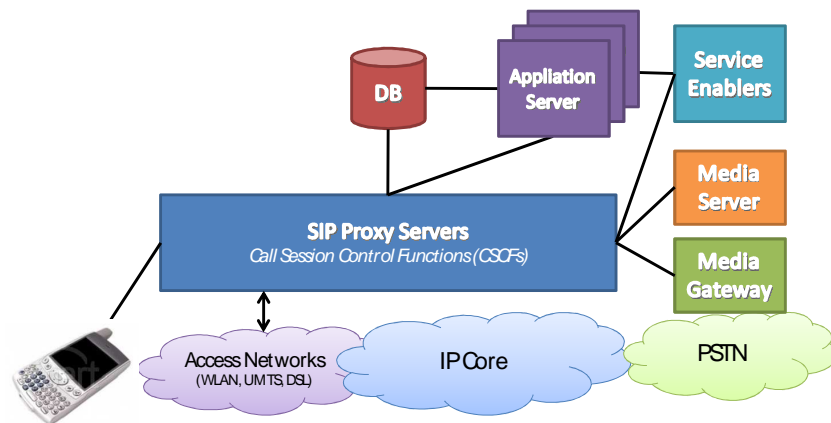 DB
Appliation
Server
Service
Enablers
Media
Server
SIP Proxy Servers
Call Session Control Functions (CSCFs)
Media
Gateway
Access Networks
(WLAN, UMTS, DSL)
IP Core
PSTN